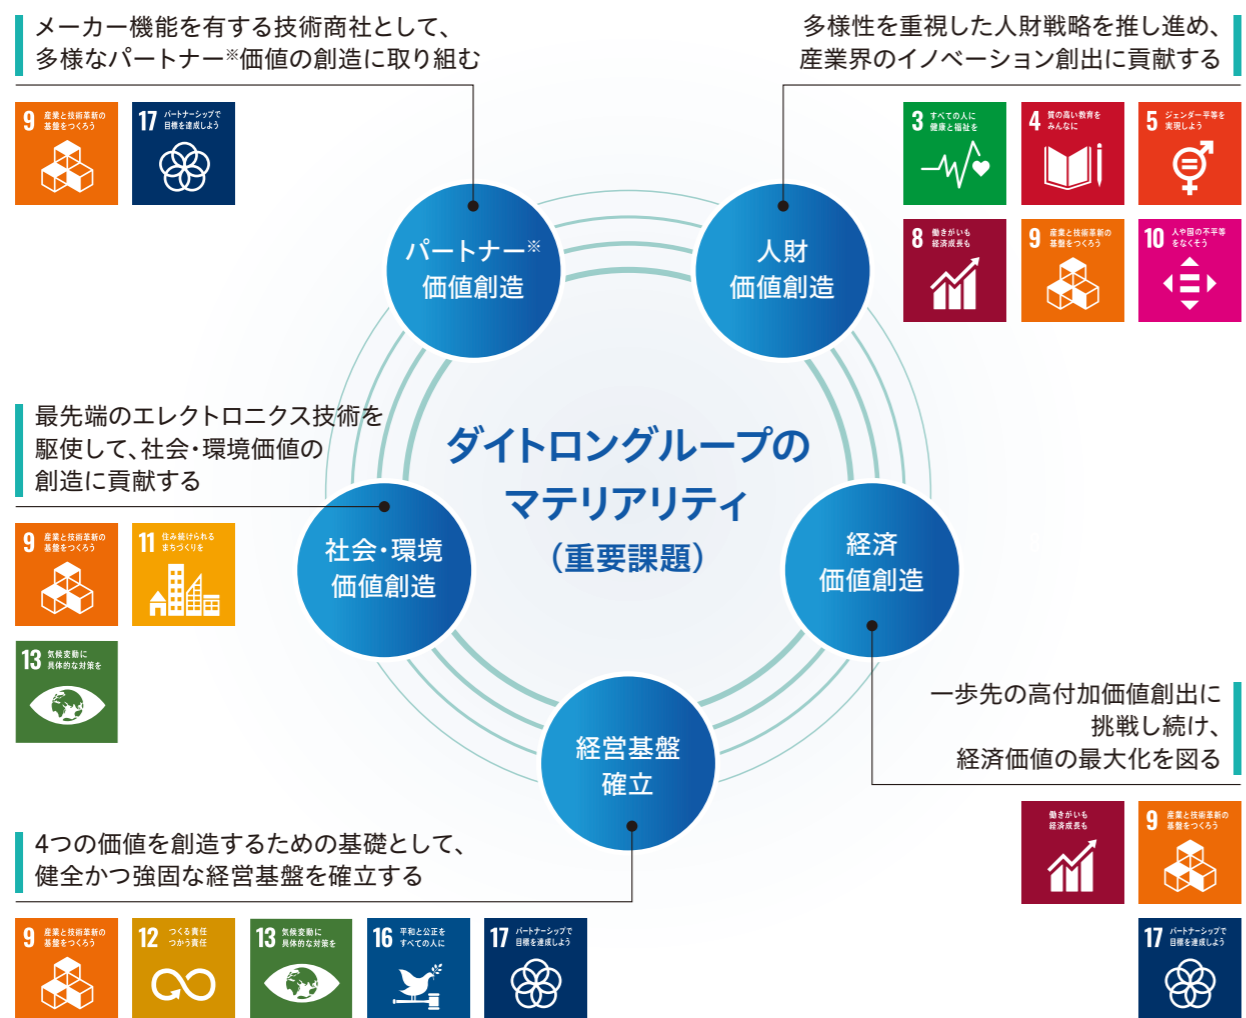 メーカー機能を有する技術商社として、
多様なパートナー※価値の創造に取り組む
9 産業と技術革新の
基盤をつくろう
17 パートナーシップで
目標を達成しよう
多様性を重視した人財戦略を推し進め、
産業界のイノベーション創出に貢献する
3 すべての人に
健康と福祉を
4 質の高い教育を
みんなに
5 ジェンダー平等を
実現しよう
8 働きがいも
経済成長も
9 産業と技術革新の
基盤をつくろう
10 人や国の不平等
をなくそう
パートナー※
価値創造
人財
価値創造
ダイトロングループの
マテリアリティ
（重要課題）
最先端のエレクトロニクス技術を
駆使して、社会・環境価値の
創造に貢献する
9 産業と技術革新の
基盤をつくろう
11 住み続けられる
まちづくりを
13 気候変動に
具体的な対策を
社会・環境
価値創造
経済
価値創造
一歩先の高付加価値創出に
挑戦し続け、
経済価値の最大化を図る
働きがいも
経済成長も
9 産業と技術革新の
基盤をつくろう
17 パートナーシップで
目標を達成しよう
経営基盤
確立
4つの価値を創造するための基礎として、
健全かつ強固な経営基盤を確立する
9 産業と技術革新の
基盤をつくろう
12 つくる責任
つかう責任
13 気候変動に
具体的な対策を
16 平和と公正を
すべての人に
17 パートナーシップで
目標を達成しよう